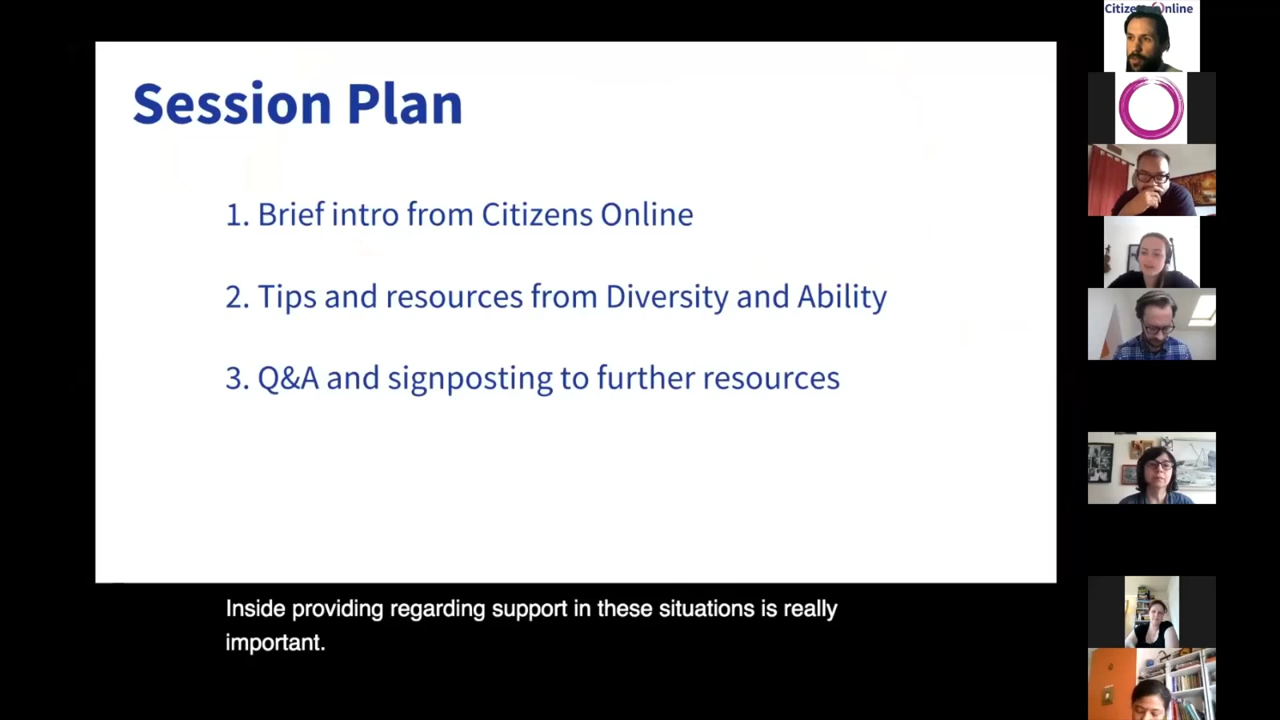 Session Plan
1. Brief intro from Citizens Online
2. Tips and resources from Diversity and Ability
3. Q&A and signposting to further resources
Inside providing regarding support in these situations is really
important.
Citizens Online